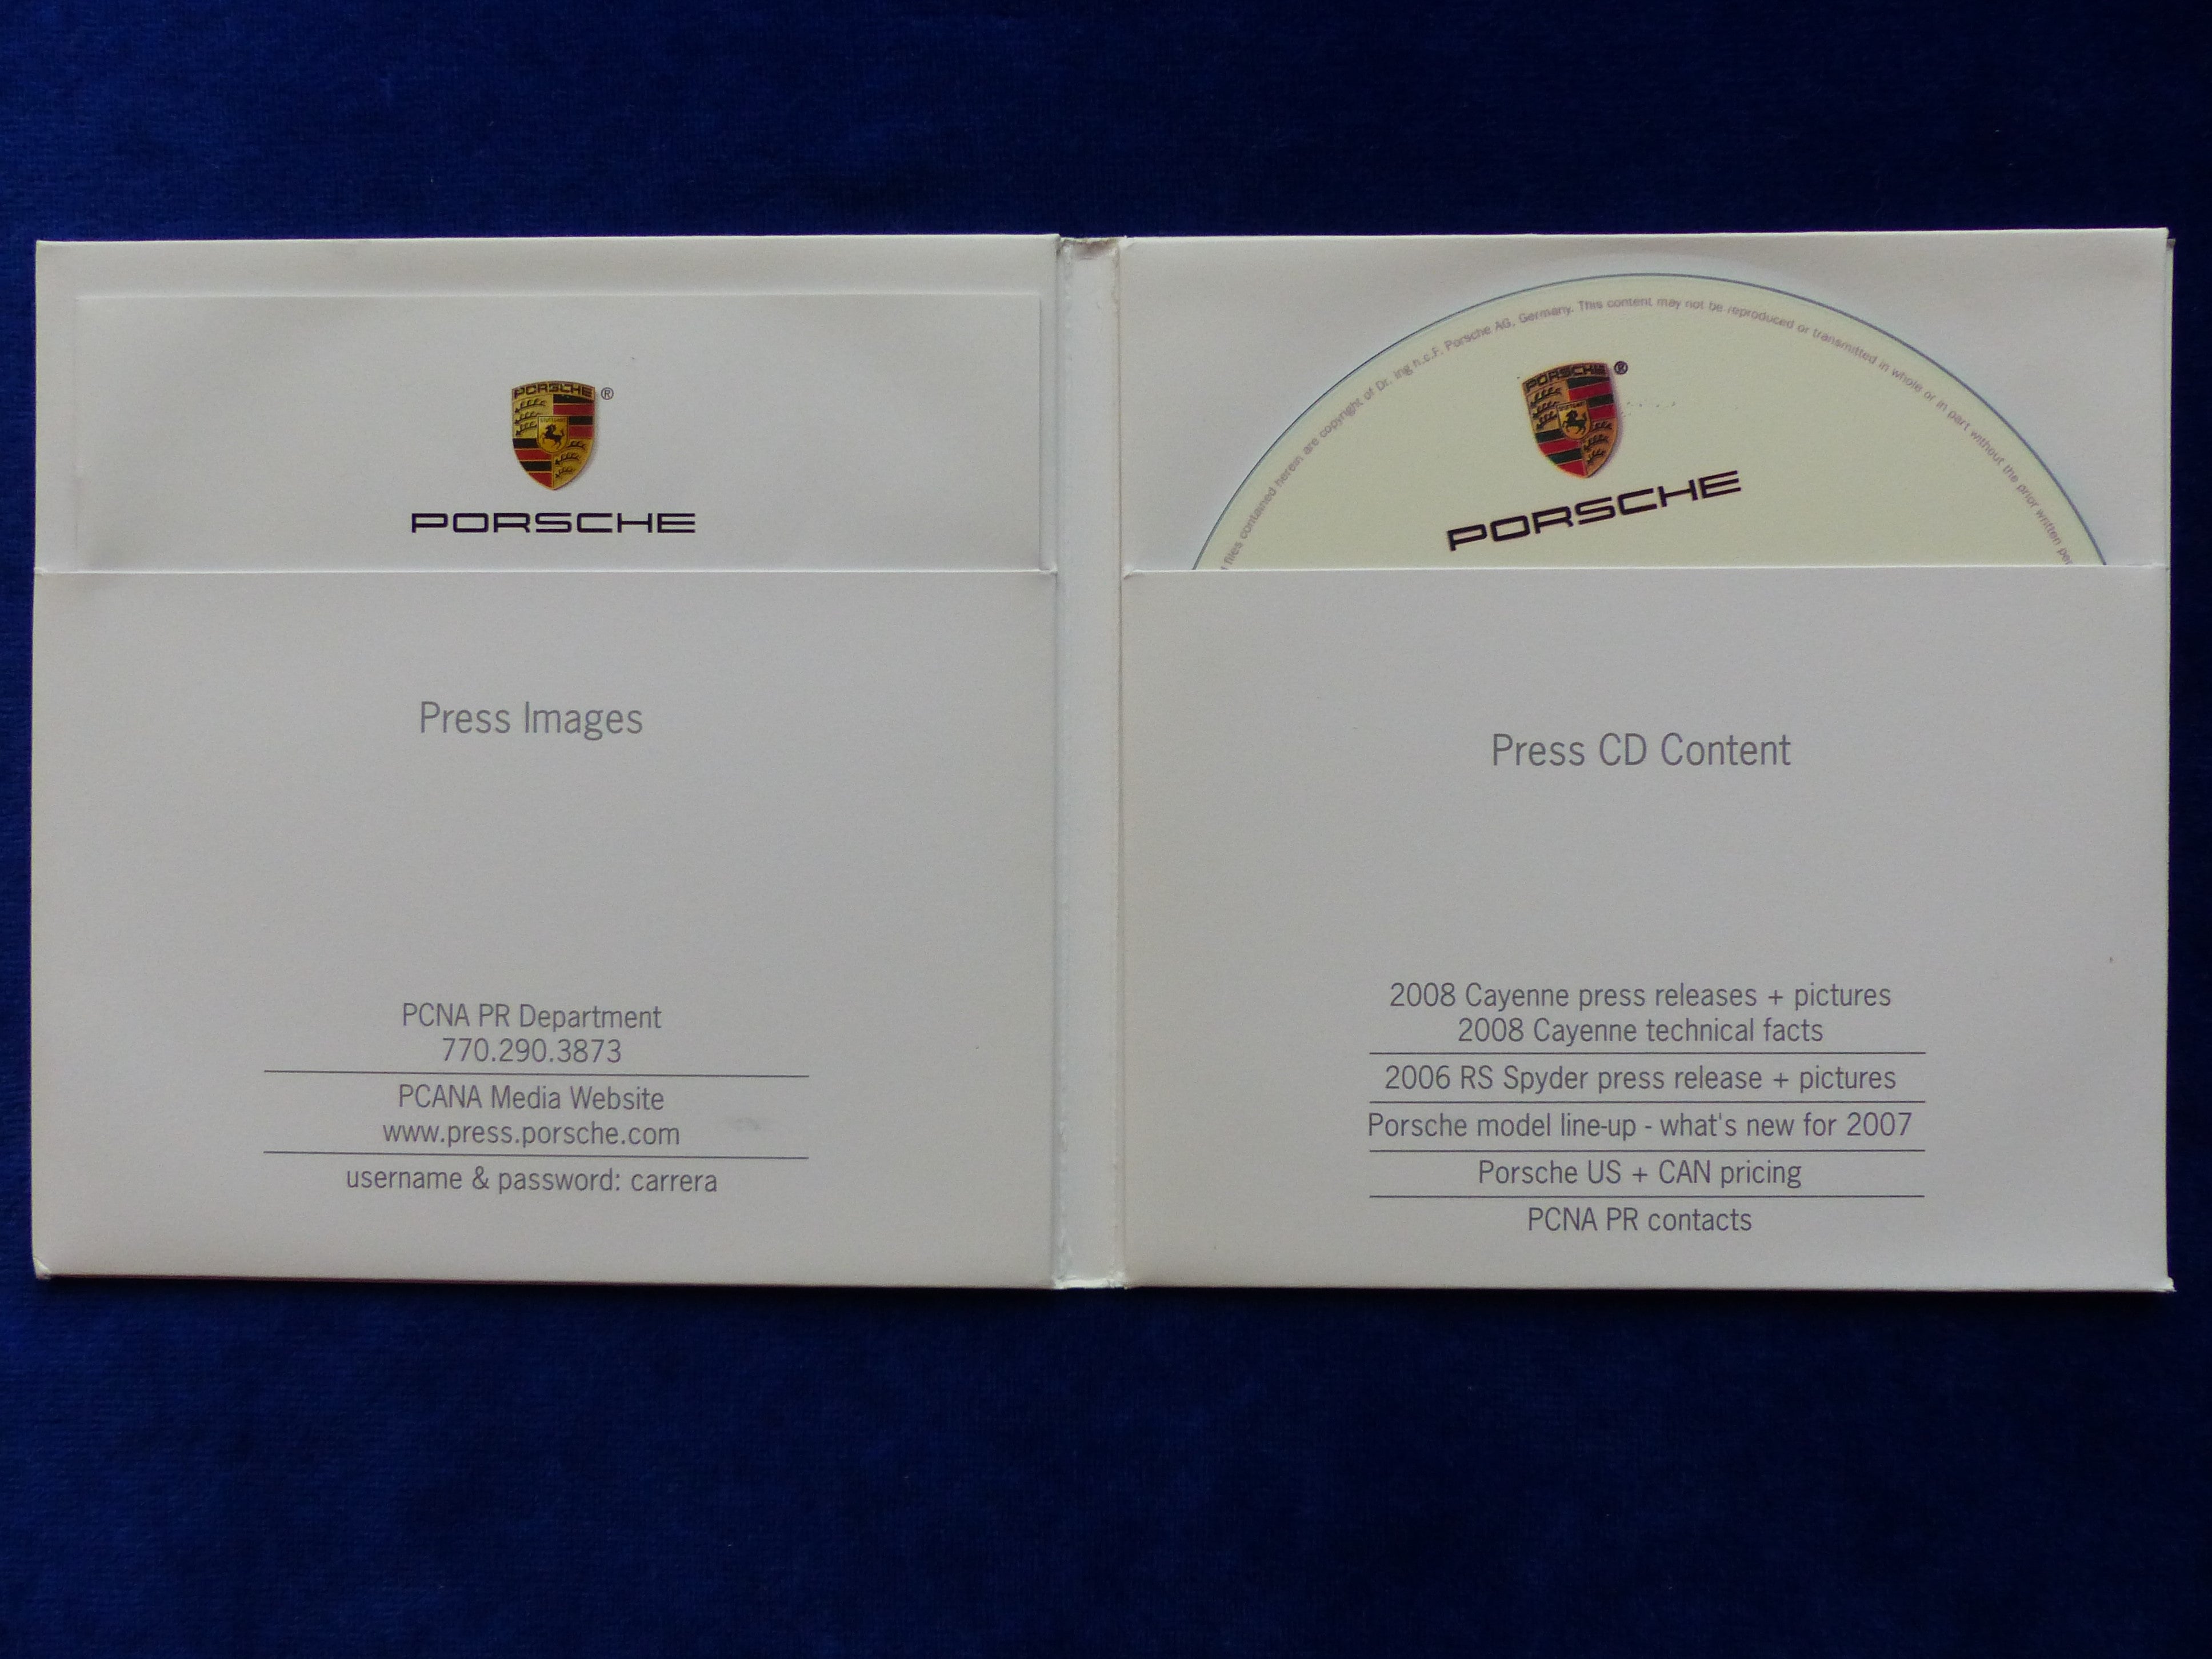 PORSCHE
®
PORSCHE
Press Images
PCNA PR Department
770.290.3873
PCANA Media Website
www.press.porsche.com
username & password: carrera
files contained herein are copyright of Dr. Ing h.c.F. Porsche AG, Germany. This content may not be reproduced or transmitted in whole or in part without the prior written
PORSCHE
®
PORSCHE
Press CD Content
2008 Cayenne press releases + pictures
2008 Cayenne technical facts
2006 RS Spyder press release + pictures
Porsche model line-up - what's new for 2007
Porsche US + CAN pricing
PCNA PR contacts